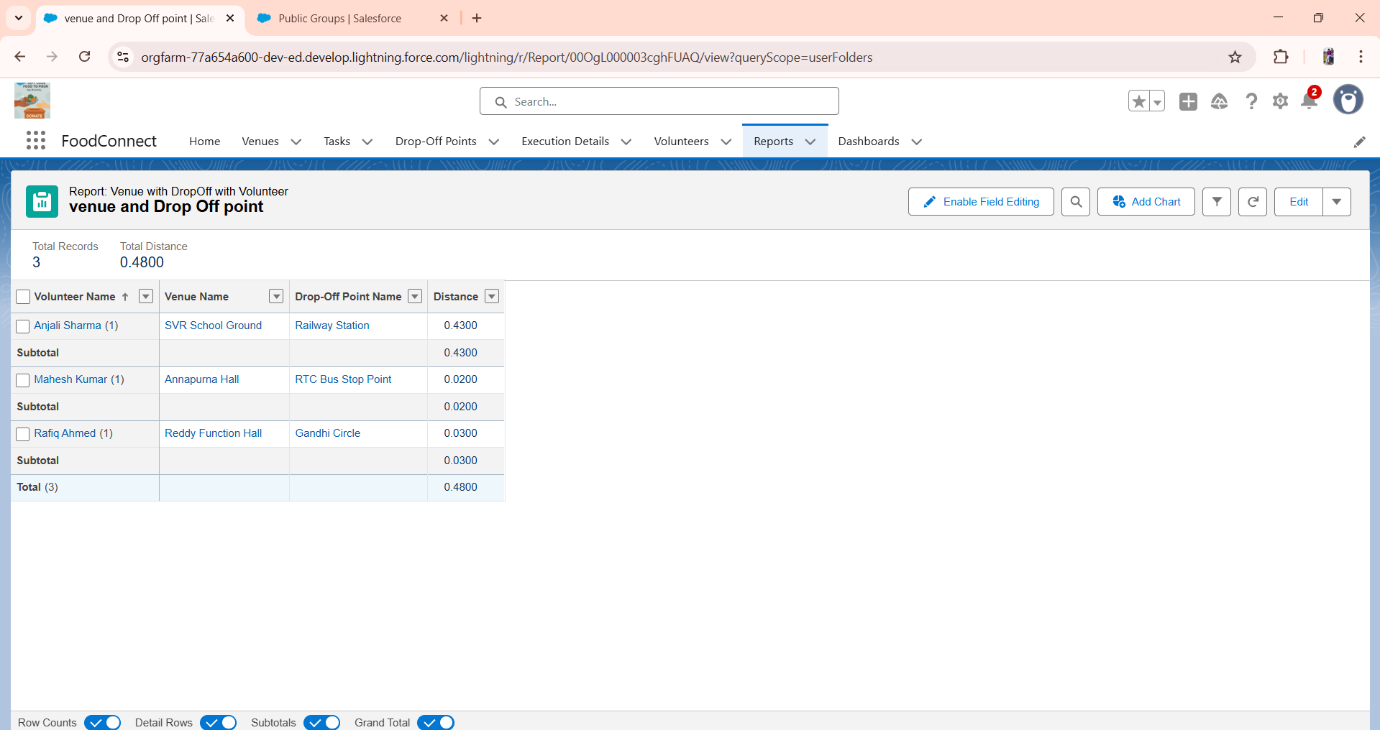 venue and Drop Off point | Sale
Public Groups | Salesforce
orgfarm-77a654a600-dev-ed.develop.lightning.force.com/lightning/r/Report/00OgL000003cghFUAQ/view?queryScope=userFolders
Search...
2
FoodConnect
Home
Venues
Tasks
Drop-Off Points
Execution Details
Volunteers
Reports
Dashboards
Report: Venue with DropOff with Volunteer
venue and Drop Off point
Enable Field Editing
Add Chart
Edit
Total Records
Total Distance
3
0.4800
Volunteer Name ↑ Venue Name Drop-Off Point Name Distance
Anjali Sharma (1) SVR School Ground Railway Station 0.4300
Subtotal 0.4300
Mahesh Kumar (1) Annapurna Hall RTC Bus Stop Point 0.0200
Subtotal 0.0200
Rafiq Ahmed (1) Reddy Function Hall Gandhi Circle 0.0300
Subtotal 0.0300
Total (3) 0.4800
Row Counts Detail Rows Subtotals Grand Total